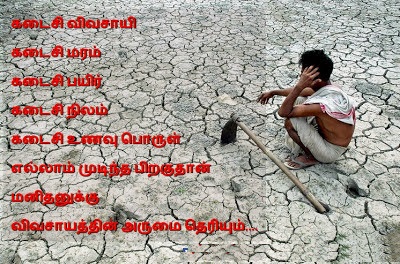 கடைசி விவசாயி
கடைசி மரம்
கடைசி பயிர்
கடைசி நிலம்
கடைசி உணவு பொருள்
எல்லாம் முடிந்த பிறகுதான்
மனிதனுக்கு
விவசாயத்தின் அருமை தெரியும்...